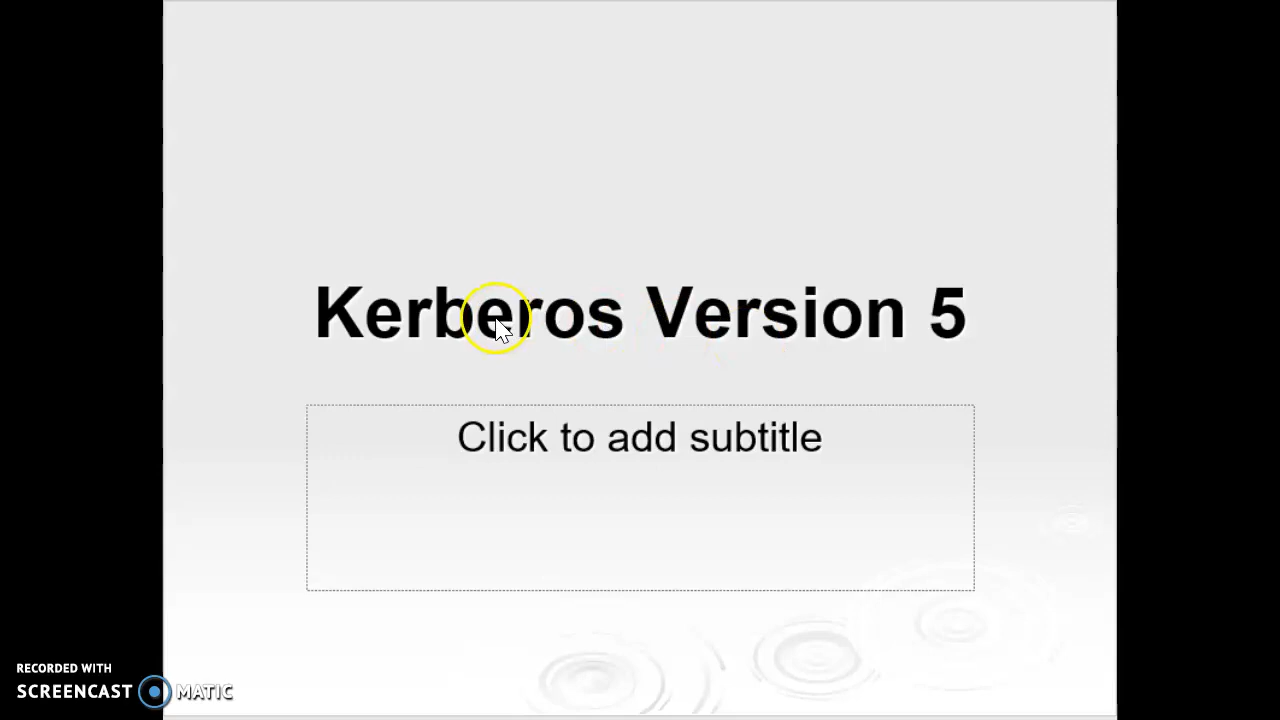 Kerberos Version 5
Click to add subtitle
RECORDED WITH
SCREENCAST MATIC